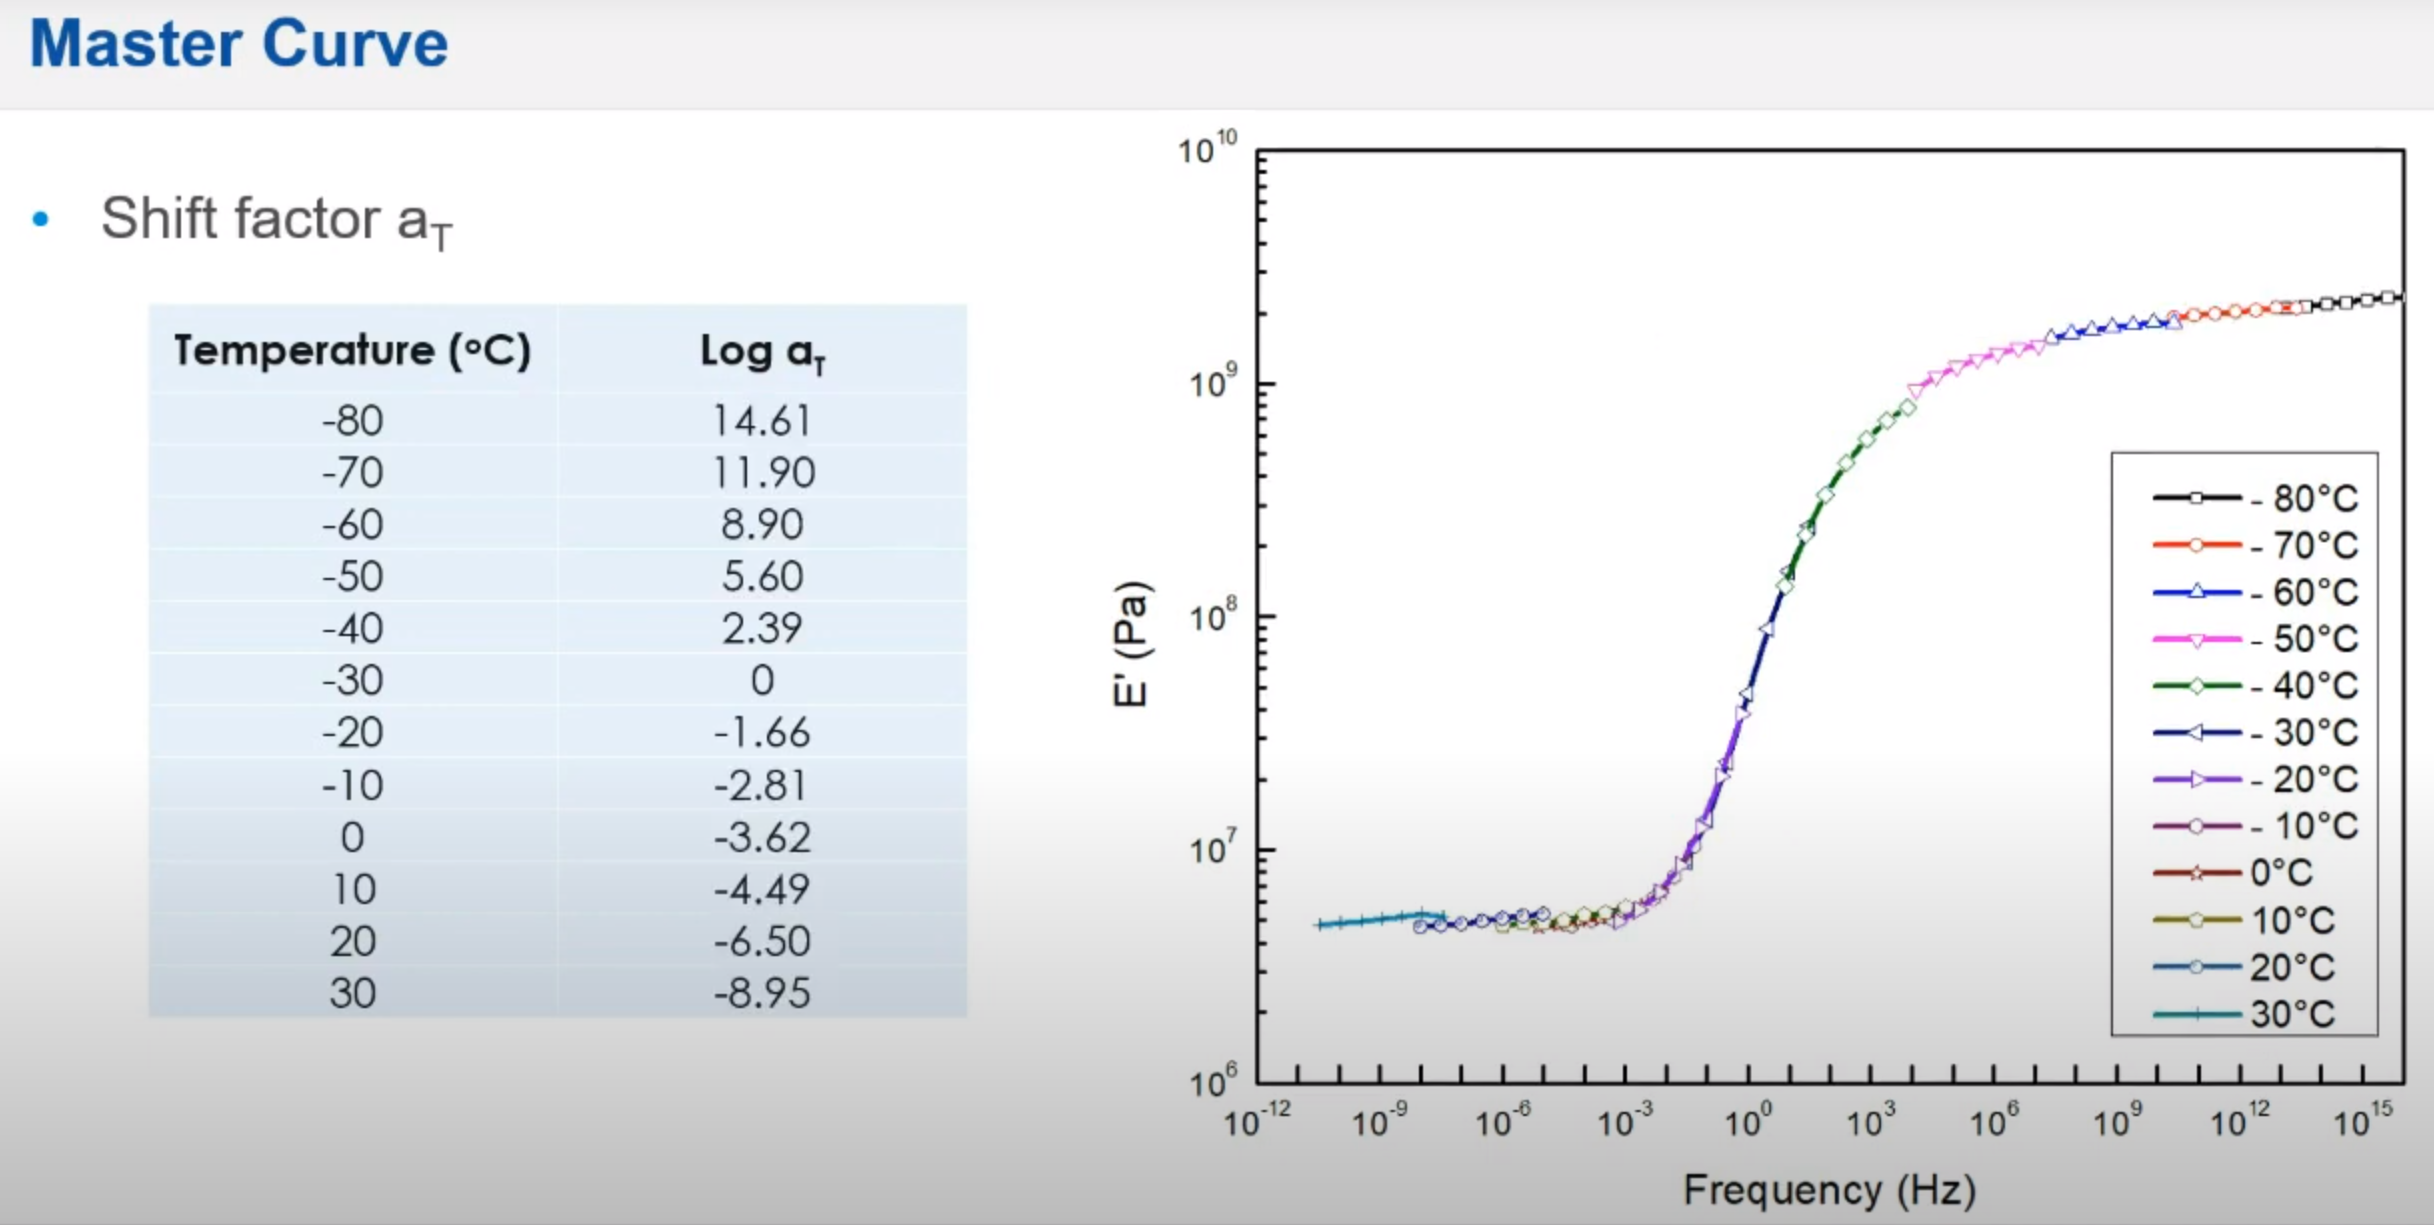 Master Curve
• Shift factor aT
Temperature (°C) Log aT
-80 14.61
-70 11.90
-60 8.90
-50 5.60
-40 2.39
-30 0
-20 -1.66
-10 -2.81
0 -3.62
10 -4.49
20 -6.50
30 -8.95
10^10
10^9
10^8
10^7
10^6
E' (Pa)
- 80°C
- 70°C
- 60°C
- 50°C
- 40°C
- 30°C
- 20°C
- 10°C
0°C
10°C
20°C
30°C
10^-12 10^-9 10^-6 10^-3 10^0 10^3 10^6 10^9 10^12 10^15
Frequency (Hz)